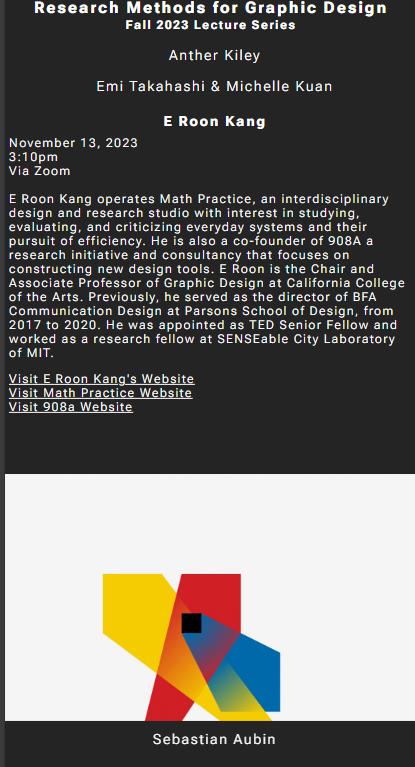 Research Methods for Graphic Design
Fall 2023 Lecture Series
Anther Kiley
Emi Takahashi & Michelle Kuan
E Roon Kang
November 13, 2023
3:10pm
Via Zoom
E Roon Kang operates Math Practice, an interdisciplinary
design and research studio with interest in studying,
evaluating, and criticizing everyday systems and their
pursuit of efficiency. He is also a co-founder of 908A a
research initiative and consultancy that focuses on
constructing new design tools. E Roon is the Chair and
Associate Professor of Graphic Design at California College
of the Arts. Previously, he served as the director of BFA
Communication Design at Parsons School of Design, from
2017 to 2020. He was appointed as TED Senior Fellow and
worked as a research fellow at SENSEable City Laboratory
of MIT.
Visit E Roon Kang's Website
Visit Math Practice Website
Visit 908a Website
Sebastian Aubin